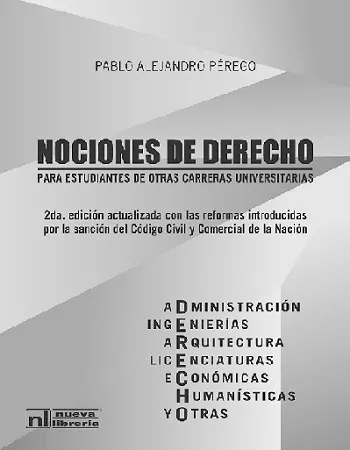 PABLO ALEJANDRO PÉREGO
NOCIONES DE DERECHO
PARA ESTUDIANTES DE OTRAS CARRERAS UNIVERSITARIAS
2da. edición actualizada con las reformas introducidas
por la sanción del Código Civil y Comercial de la Nación
ADMINISTRACIÓN
INGENIERÍAS
ARQUITECTURA
LICENCIATURAS
ECONÓMICAS
HUMANÍSTICAS
Y OTRAS
nl nueva
librería